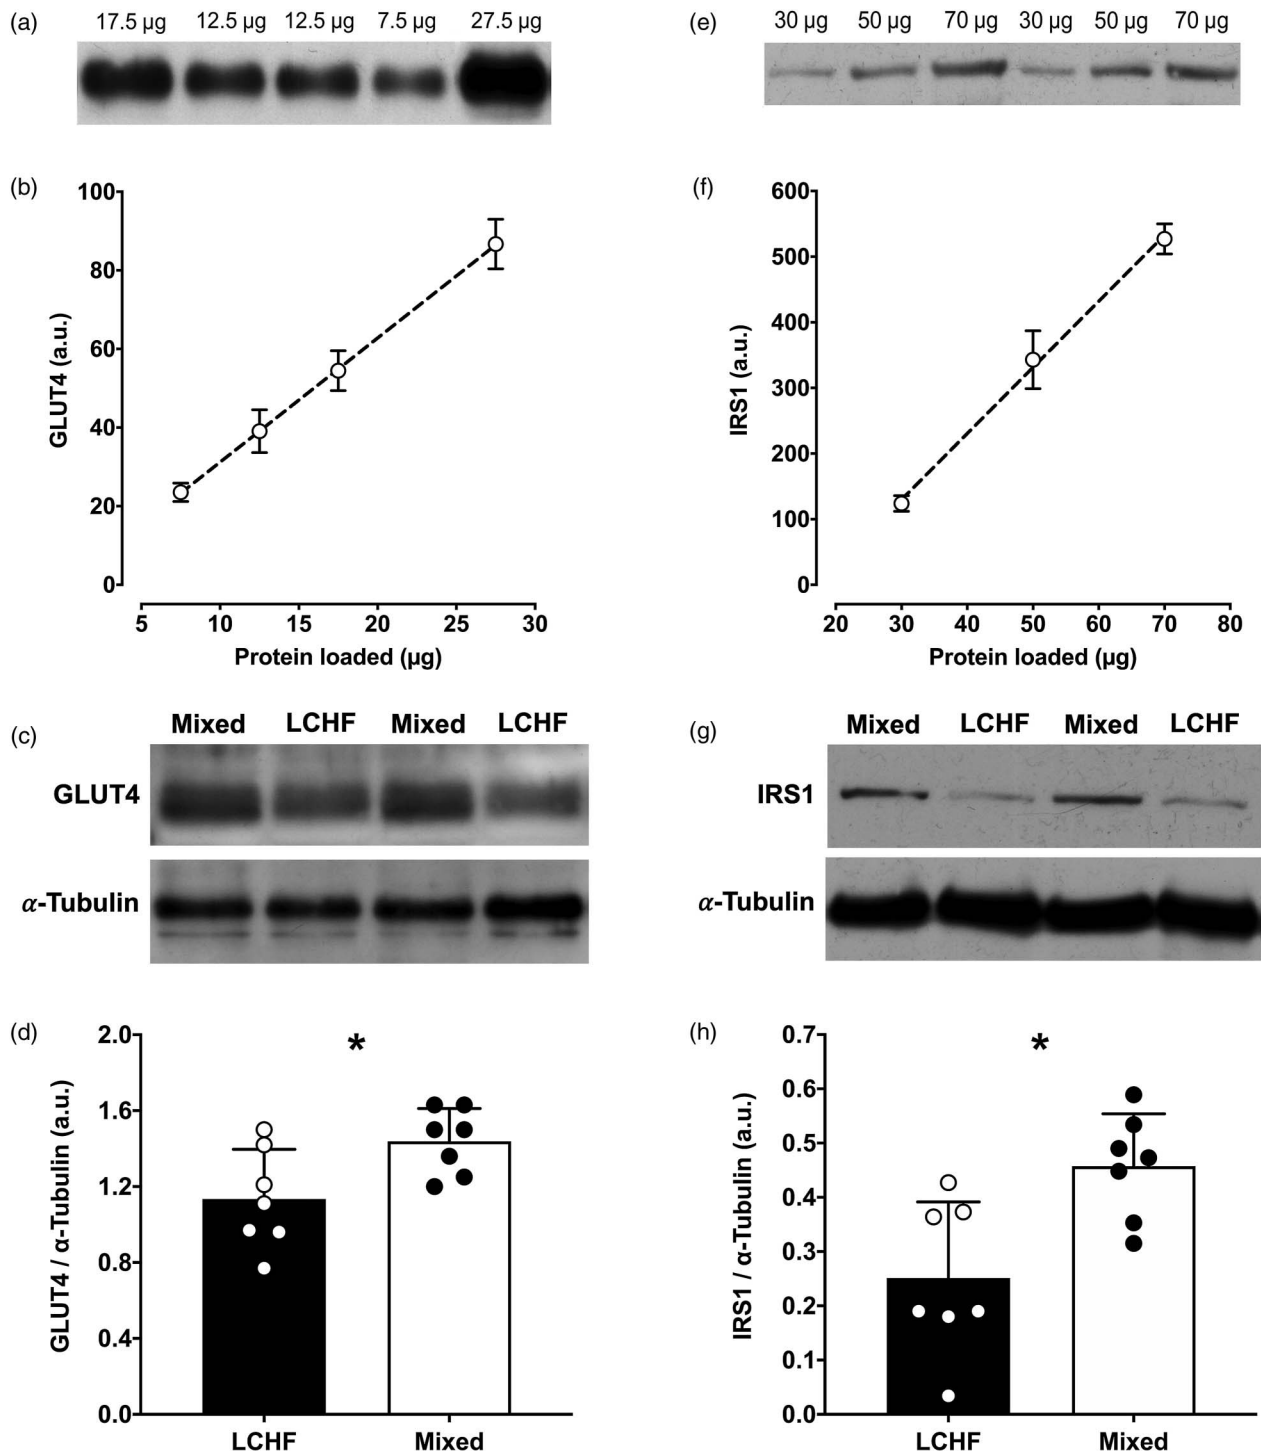 (a)
17.5 µg 12.5 µg 12.5 µg 7.5 µg 27.5 µg
(b)
GLUT4 (a.u.)
100
80
60
40
20
0
5 10 15 20 25 30
Protein loaded (µg)
(c)
Mixed LCHF Mixed LCHF
GLUT4
α-Tubulin
(d)
GLUT4 / α-Tubulin (a.u.)
2.0
1.6
1.2
0.8
0.4
0.0
*
LCHF Mixed
(e)
30 µg 50 µg 70 µg 30 µg 50 µg 70 µg
(f)
IRS1 (a.u.)
600
500
400
300
200
100
0
20 30 40 50 60 70 80
Protein loaded (µg)
(g)
Mixed LCHF Mixed LCHF
IRS1
α-Tubulin
(h)
IRS1 / α-Tubulin (a.u.)
0.7
0.6
0.5
0.4
0.3
0.2
0.1
0.0
*
LCHF Mixed